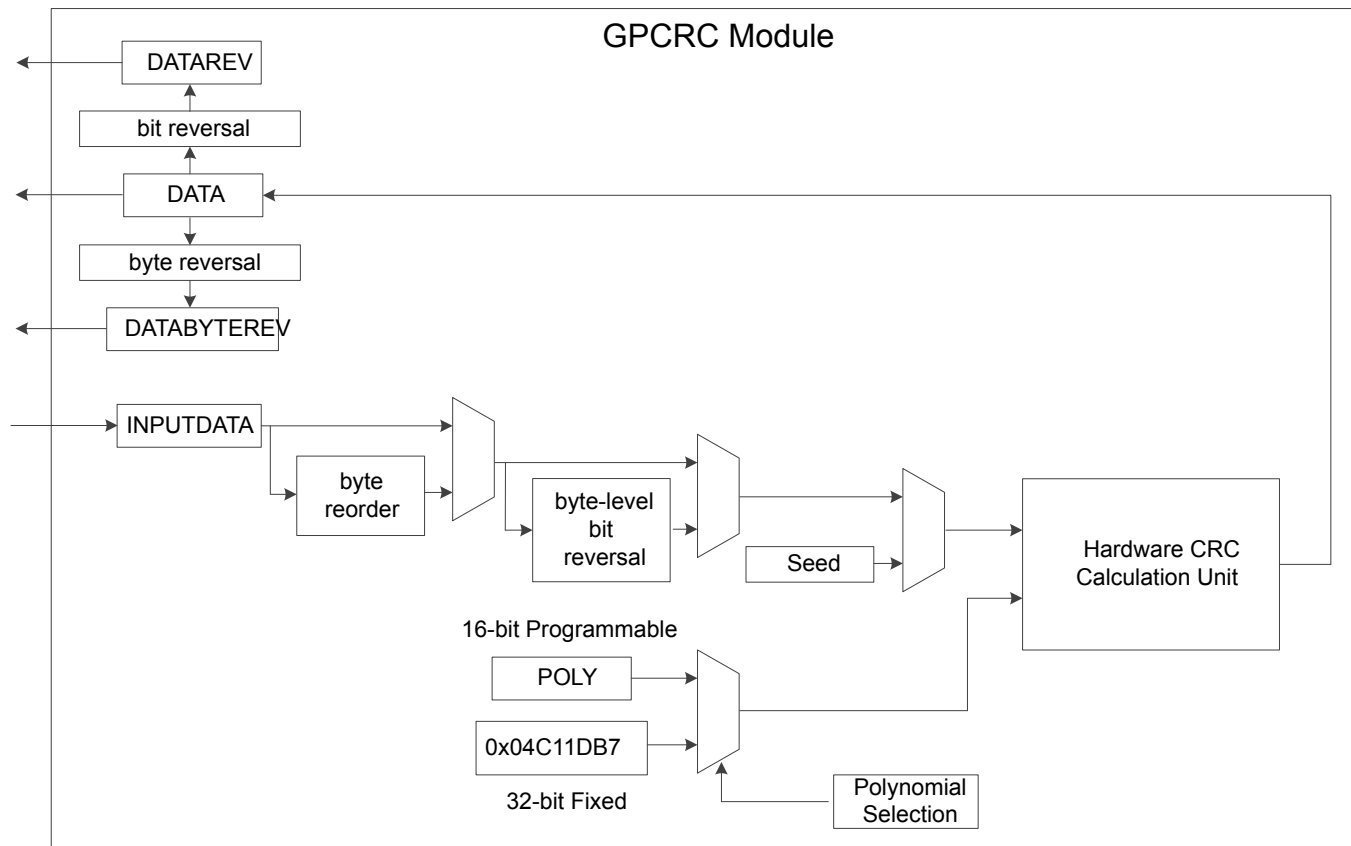 GPCRC Module
DATAREV
bit reversal
DATA
byte reversal
DATABYTEREV
INPUTDATA
byte
reorder
byte-level
bit
reversal
Seed
Hardware CRC
Calculation Unit
16-bit Programmable
POLY
0x04C11DB7
32-bit Fixed
Polynomial
Selection